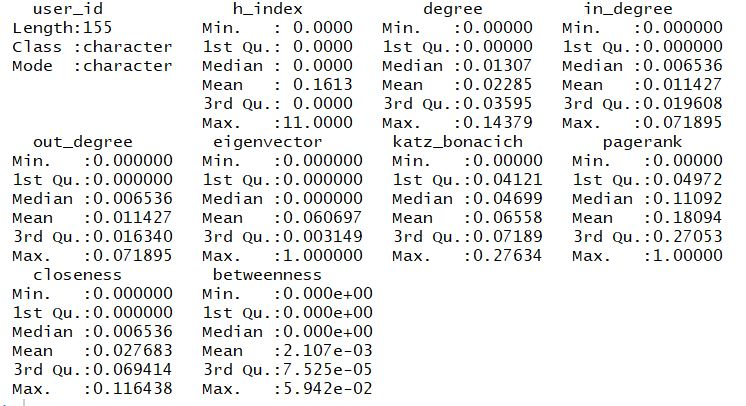 user_id h_index degree in_degree
Length:155 Min. : 0.0000 Min. :0.00000 Min. :0.000000
Class :character 1st Qu.: 0.0000 1st Qu.:0.00000 1st Qu.:0.000000
Mode :character Median : 0.0000 Median :0.01307 Median :0.006536
Mean : 0.1613 Mean :0.02285 Mean :0.011427
3rd Qu.: 0.0000 3rd Qu.:0.03595 3rd Qu.:0.019608
Max. :11.0000 Max. :0.14379 Max. :0.071895
out_degree eigenvector katz_bonacich pagerank
Min. :0.000000 Min. :0.000000 Min. :0.00000 Min. :0.00000
1st Qu.:0.000000 1st Qu.:0.000000 1st Qu.:0.04121 1st Qu.:0.04972
Median :0.006536 Median :0.000000 Median :0.04699 Median :0.11092
Mean :0.011427 Mean :0.060697 Mean :0.06558 Mean :0.18094
3rd Qu.:0.016340 3rd Qu.:0.003149 3rd Qu.:0.07189 3rd Qu.:0.27053
Max. :0.071895 Max. :1.000000 Max. :0.27634 Max. :1.00000
closeness betweenness
Min. :0.000000 Min. :0.000e+00
1st Qu.:0.000000 1st Qu.:0.000e+00
Median :0.006536 Median :0.000e+00
Mean :0.027683 Mean :2.107e-03
3rd Qu.:0.069414 3rd Qu.:7.525e-05
Max. :0.116438 Max. :5.942e-02